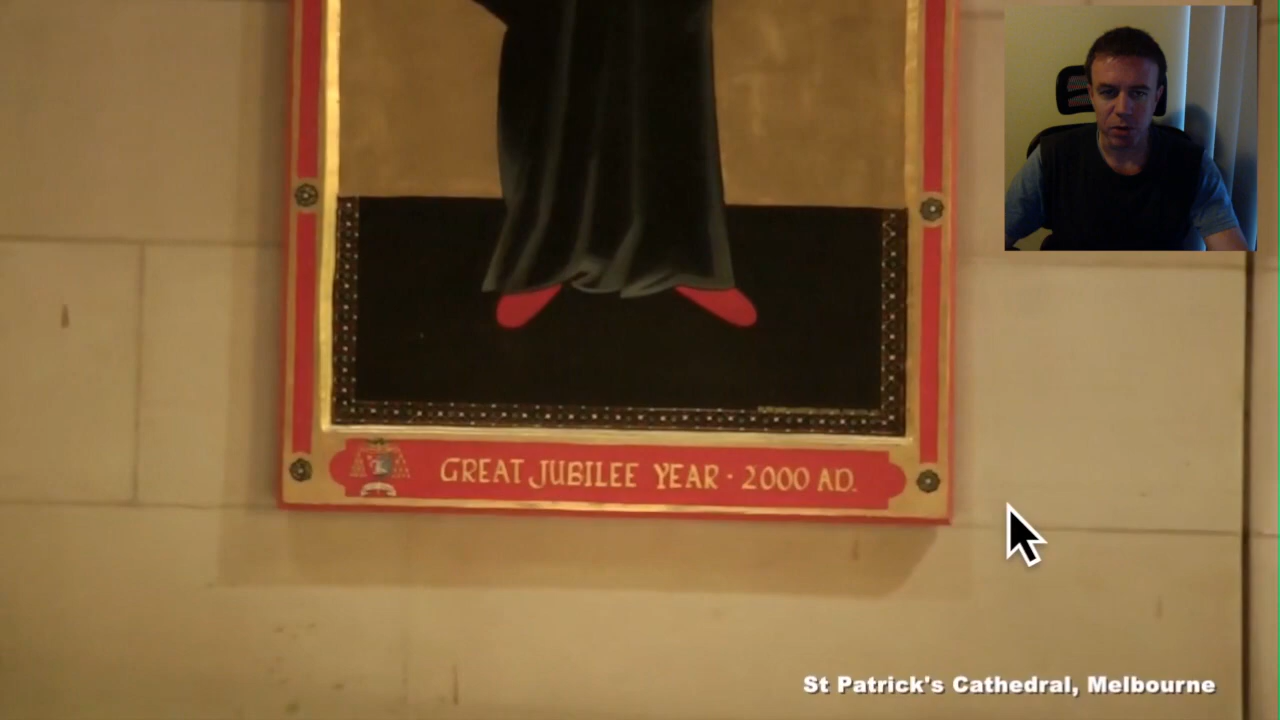 GREAT JUBILEE YEAR · 2000 AD.
St Patrick's Cathedral, Melbourne